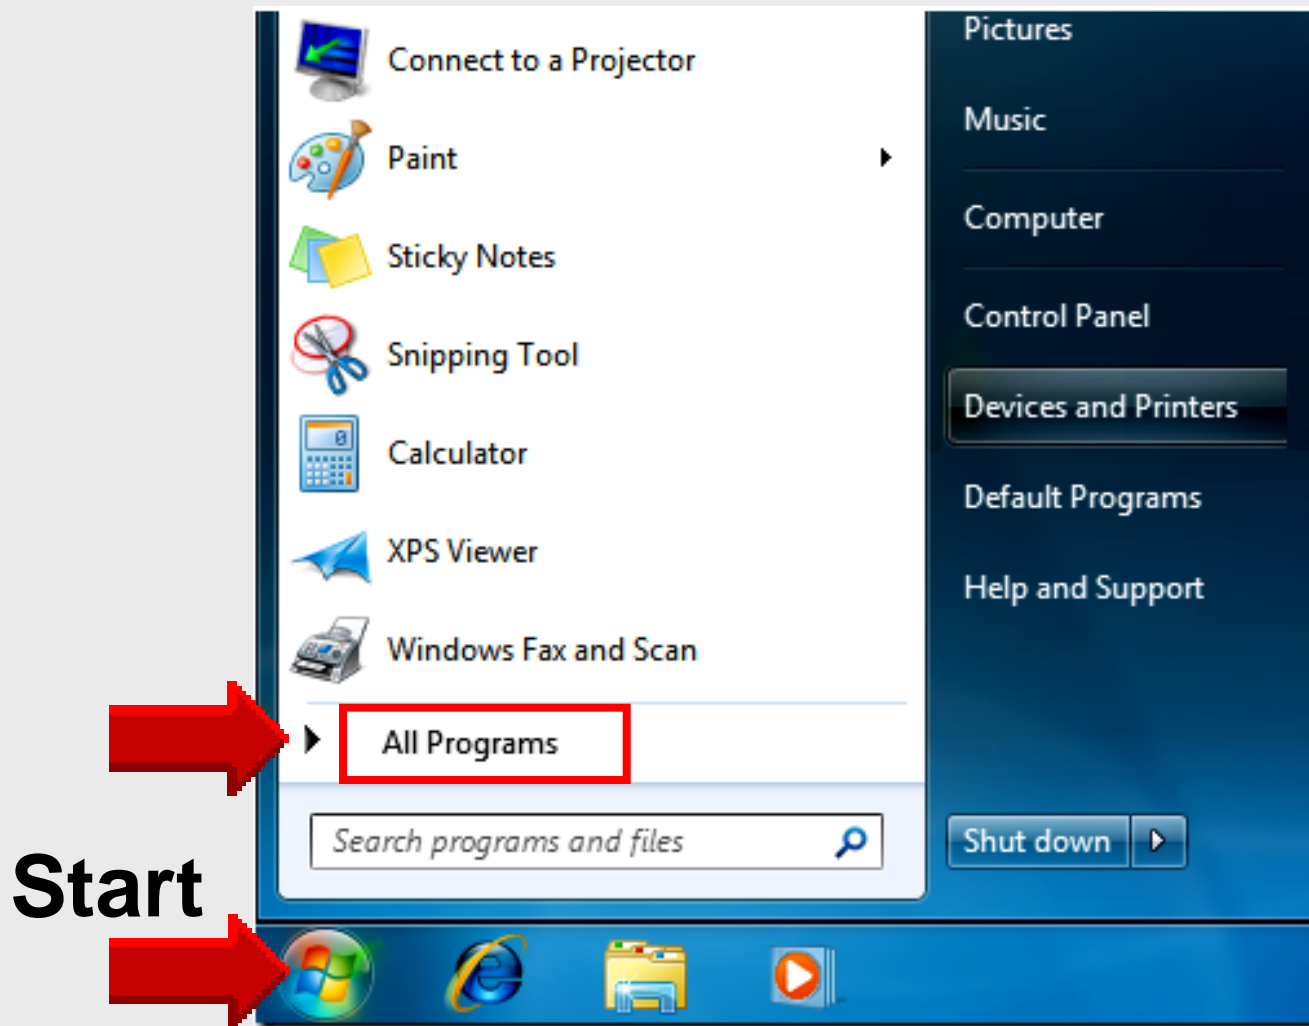 Connect to a Projector
Paint
Sticky Notes
Snipping Tool
Calculator
XPS Viewer
Windows Fax and Scan
All Programs
Search programs and files
Pictures
Music
Computer
Control Panel
Devices and Printers
Default Programs
Help and Support
Shut down
Start